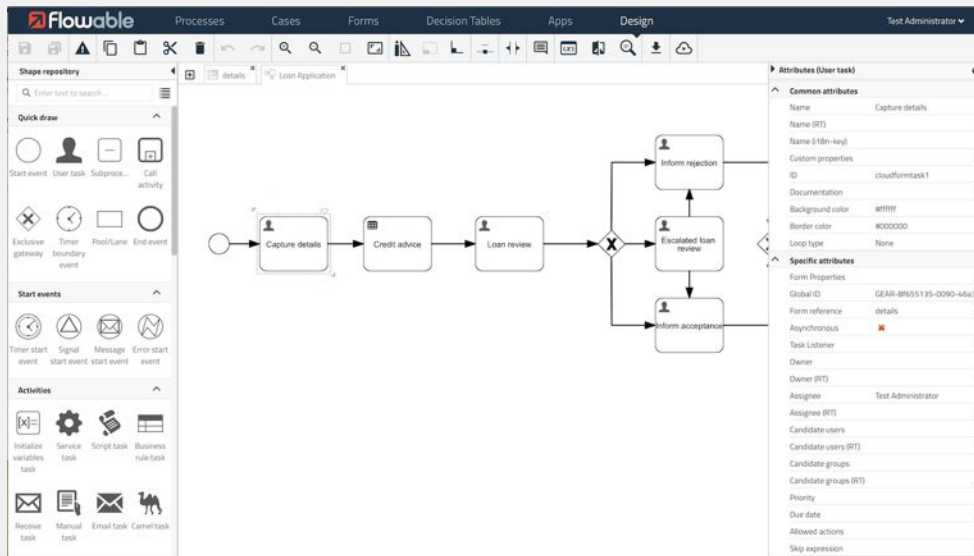 Flowable
Processes
Cases
Forms
Decision Tables
Apps
Design
Test Administrator
Shape repository
details
Loan Application
Enter text to search ...
Quick draw
Start event
User task
Subproce...
Call activity
Exclusive gateway
Timer boundary event
Pool/Lane
End event
Start events
Timer start event
Signal start event
Message start event
Error start event
Activities
[x]=
Initialize variables task
Service task
Script task
Business rule task
Receive task
Manual task
Email task
Camel task
Capture details
Credit advice
Loan review
X
Inform rejection
Escalated loan review
Inform acceptance
Attributes (User task)
Common attributes
Name Capture details
Name (RT)
Name (i18n-key)
Custom properties
ID cloudformtask1
Documentation
Background color #ffffff
Border color #000000
Loop type None
Specific attributes
Form Properties
Global ID GEAR-8f655135-0090-46a
Form reference details
Asynchronous
Task Listener
Owner
Owner (RT)
Assignee Test Administrator
Assignee (RT)
Candidate users
Candidate users (RT)
Candidate groups
Candidate groups (RT)
Priority
Due date
Allowed actions
Skip expression